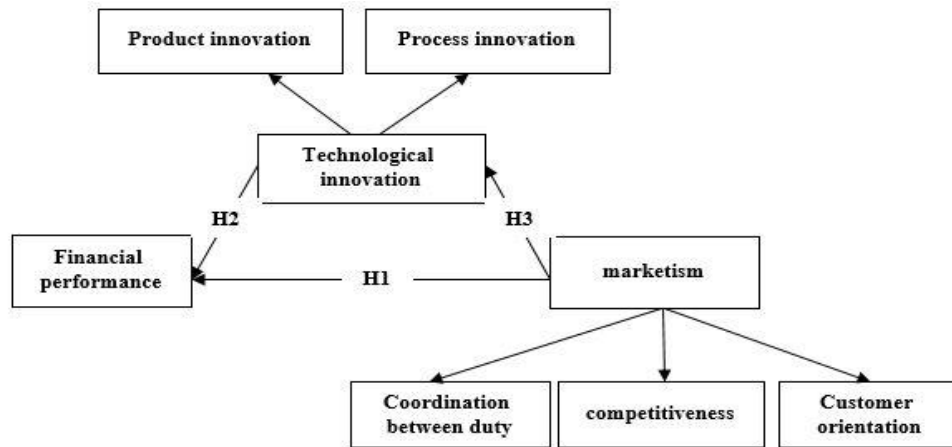 Product innovation
Process innovation
Technological
innovation
H2
H3
Financial
performance
H1
marketism
Coordination
between duty
competitiveness
Customer
orientation